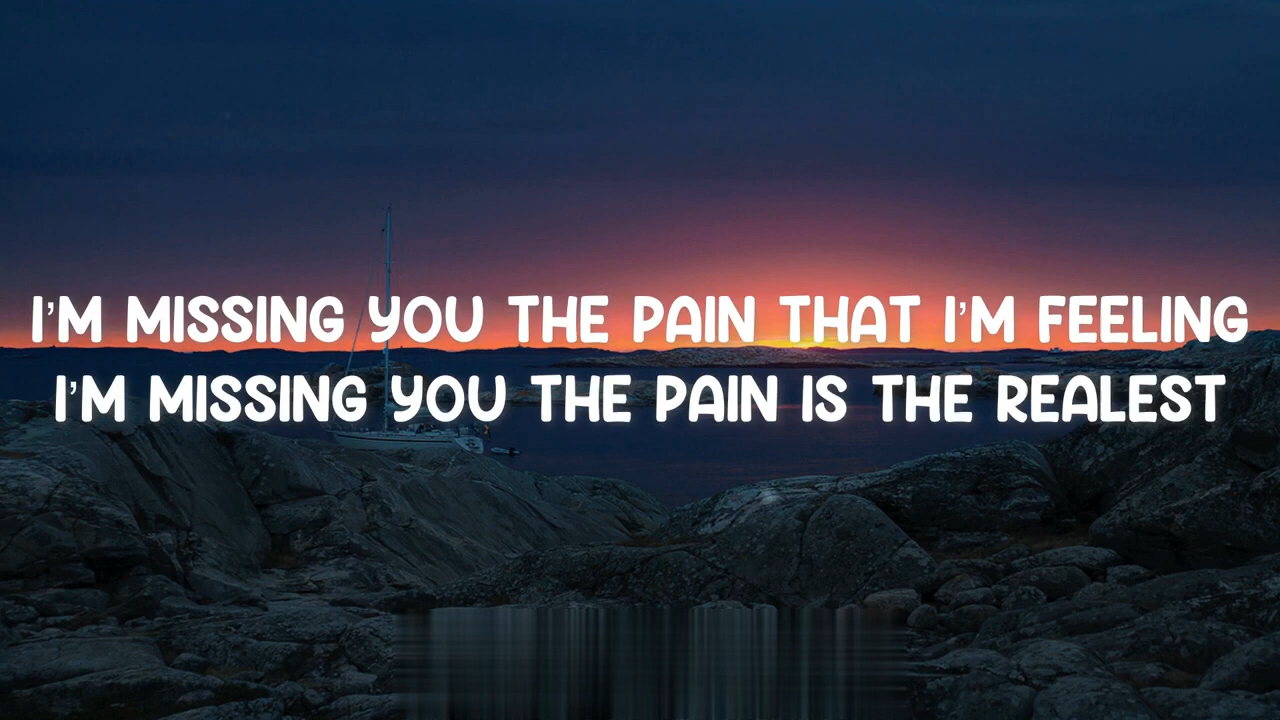 I'M MISSING YOU THE PAIN THAT I'M FEELING
I'M MISSING YOU THE PAIN IS THE REALEST